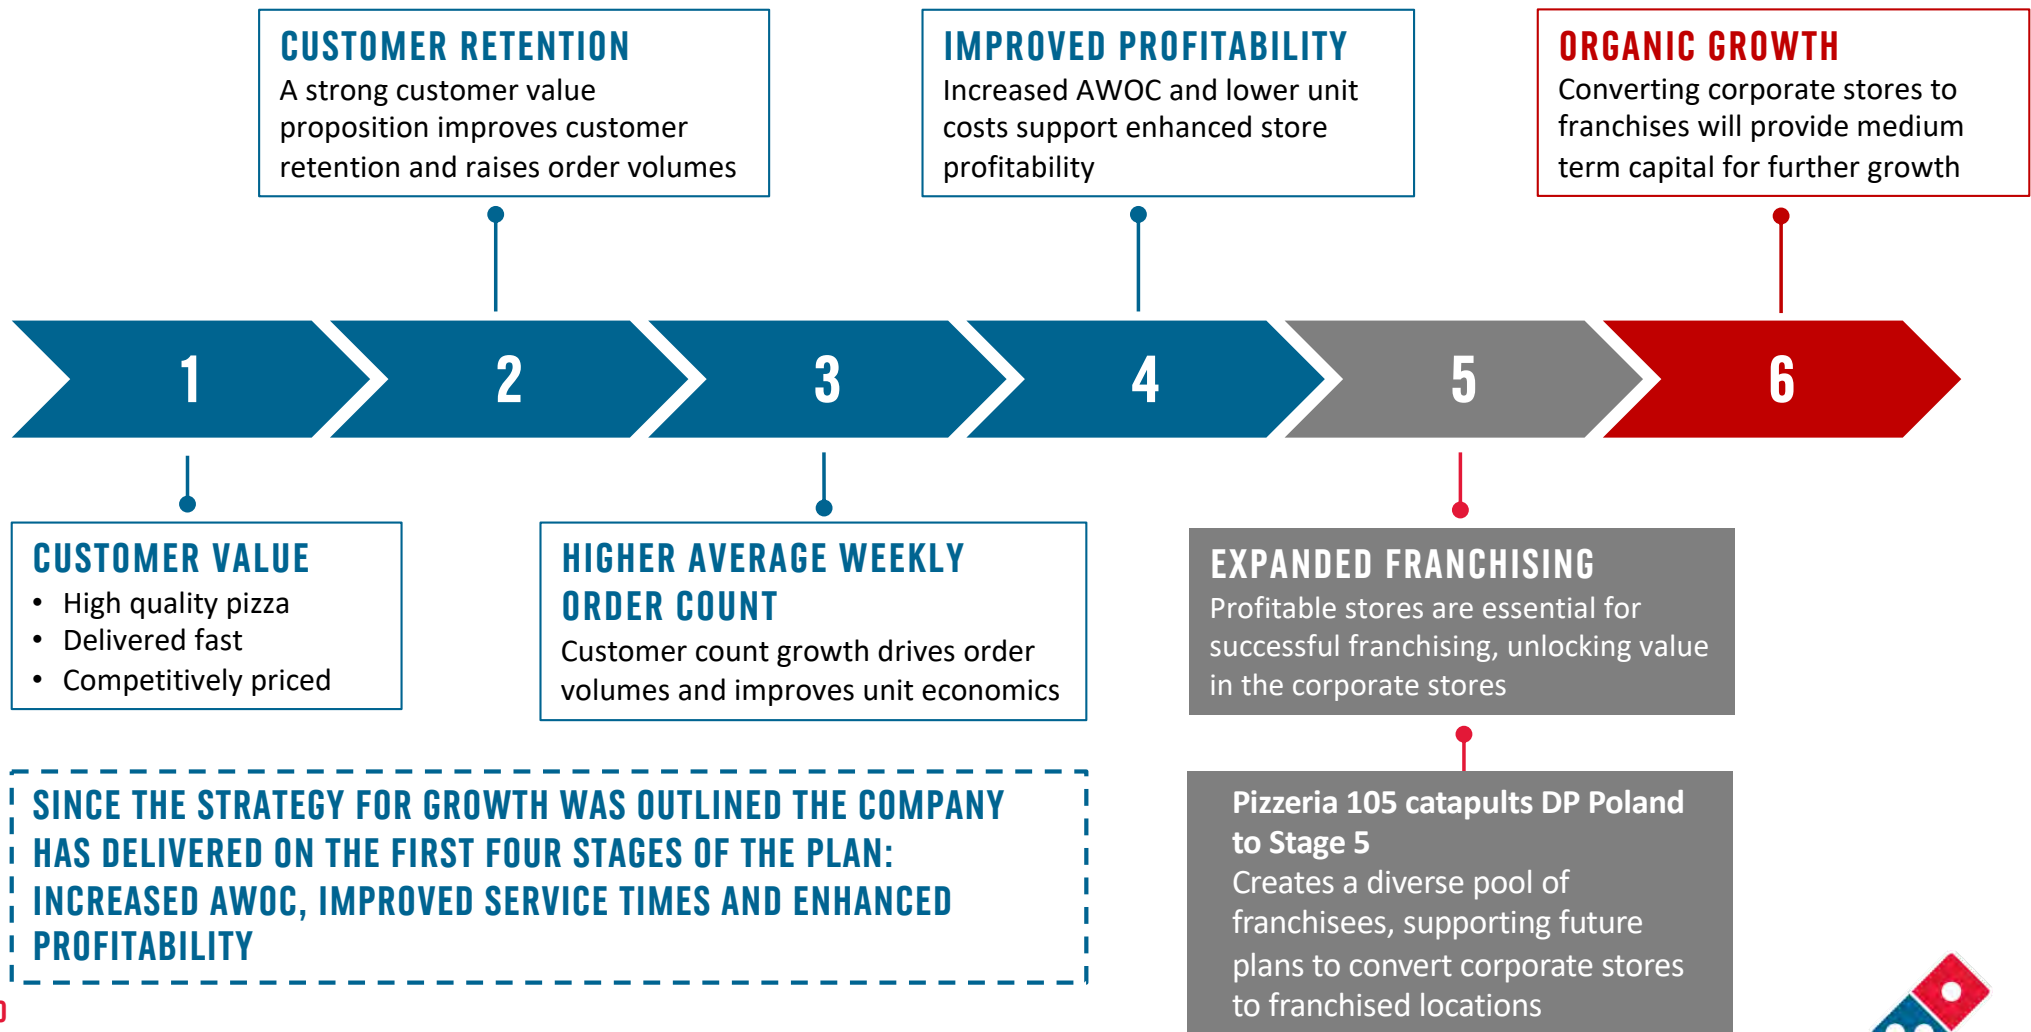 CUSTOMER RETENTION
A strong customer value
proposition improves customer
retention and raises order volumes
IMPROVED PROFITABILITY
Increased AWOC and lower unit
costs support enhanced store
profitability
ORGANIC GROWTH
Converting corporate stores to
franchises will provide medium
term capital for further growth
1
2
3
4
5
6
CUSTOMER VALUE
• High quality pizza
• Delivered fast
• Competitively priced
HIGHER AVERAGE WEEKLY
ORDER COUNT
Customer count growth drives order
volumes and improves unit economics
EXPANDED FRANCHISING
Profitable stores are essential for
successful franchising, unlocking value
in the corporate stores
SINCE THE STRATEGY FOR GROWTH WAS OUTLINED THE COMPANY
HAS DELIVERED ON THE FIRST FOUR STAGES OF THE PLAN:
INCREASED AWOC, IMPROVED SERVICE TIMES AND ENHANCED
PROFITABILITY
Pizzeria 105 catapults DP Poland
to Stage 5
Creates a diverse pool of
franchisees, supporting future
plans to convert corporate stores
to franchised locations